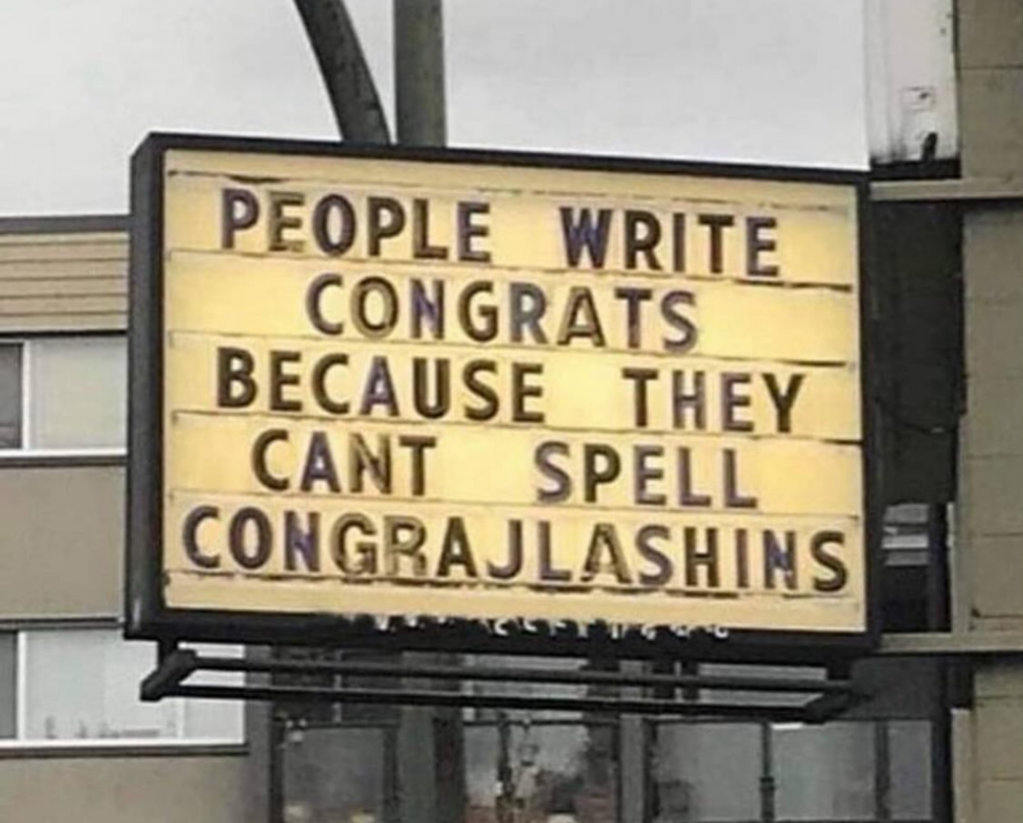 PEOPLE WRITE
CONGRATS
BECAUSE THEY
CANT SPELL
CONGRAJLASHINS